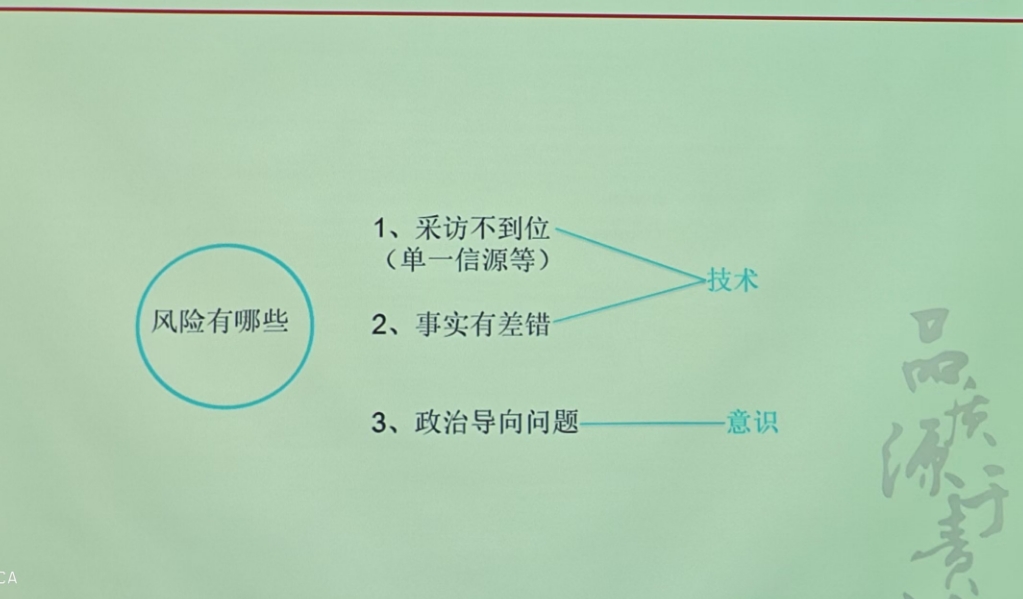 风险有哪些
1、采访不到位
（单一信源等）
2、事实有差错
3、政治导向问题
技术
意识
品质
源于
责
CA